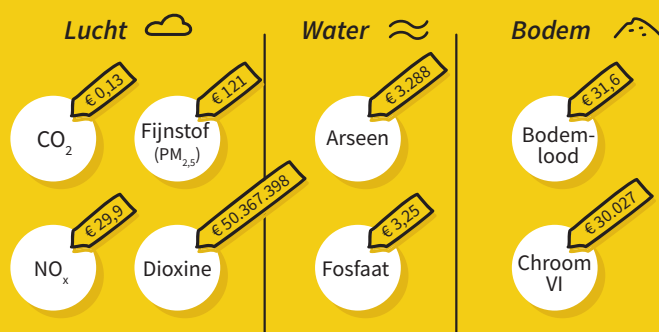 Lucht
€ 0,13
CO₂
€ 121
Fijnstof
(PM₂,₅)
€ 29,9
NOₓ
€ 50.367.398
Dioxine
Water
€ 3.288
Arseen
€ 3,25
Fosfaat
Bodem
€ 31,6
Bodem-
lood
€ 30.027
Chroom
VI